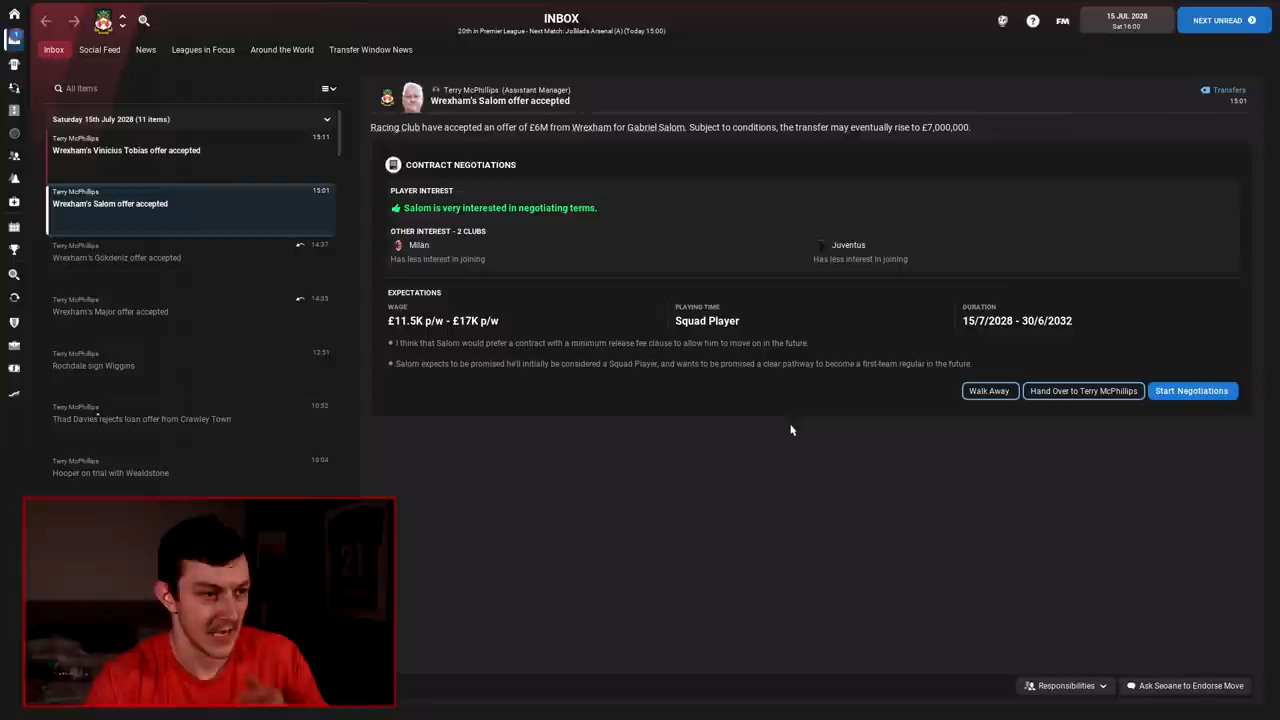 INBOX
20th in Premier League - Next Match: Jollilads Arsenal (A) (Today 15:00)
FM
15 JUL 2028
Sat 16:00
NEXT UNREAD
1
Inbox
Social Feed
News
Leagues in Focus
Around the World
Transfer Window News
All Items
Saturday 15th July 2028 (11 items)
Terry McPhillips
15:11
Wrexham's Vinicius Tobias offer accepted
Terry McPhillips
15:01
Wrexham's Salom offer accepted
Terry McPhillips
14:37
Wrexham's Gökdeniz offer accepted
Terry McPhillips
14:35
Wrexham's Major offer accepted
Terry McPhillips
12:51
Rochdale sign Wiggins
Terry McPhillips
10:52
Thad Davies rejects loan offer from Crawley Town
Terry McPhillips
10:04
Hooper on trial with Wealdstone
Terry McPhillips (Assistant Manager)
Wrexham's Salom offer accepted
Transfers
15:01
Racing Club have accepted an offer of £6M from Wrexham for Gabriel Salom. Subject to conditions, the transfer may eventually rise to £7,000,000.
CONTRACT NEGOTIATIONS
PLAYER INTEREST
Salom is very interested in negotiating terms.
OTHER INTEREST - 2 CLUBS
Milan
Has less interest in joining
Juventus
Has less interest in joining
EXPECTATIONS
WAGE
£11.5K p/w - £17K p/w
PLAYING TIME
Squad Player
DURATION
15/7/2028 - 30/6/2032
I think that Salom would prefer a contract with a minimum release fee clause to allow him to move on in the future.
Salom expects to be promised he'll initially be considered a Squad Player, and wants to be promised a clear pathway to become a first-team regular in the future.
Walk Away
Hand Over to Terry McPhillips
Start Negotiations
21
Responsibilities
Ask Seoane to Endorse Move